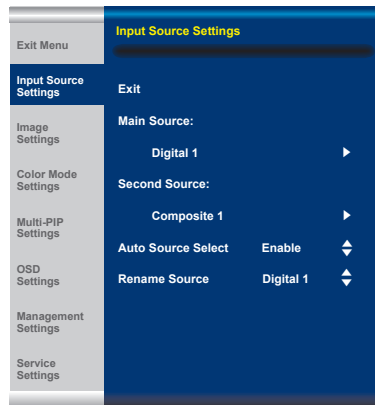 Exit Menu
Input Source
Settings
Image
Settings
Color Mode
Settings
Multi-PIP
Settings
OSD
Settings
Management
Settings
Service
Settings
Input Source Settings
Exit
Main Source:
Digital 1
Second Source:
Composite 1
Auto Source Select Enable
Rename Source Digital 1